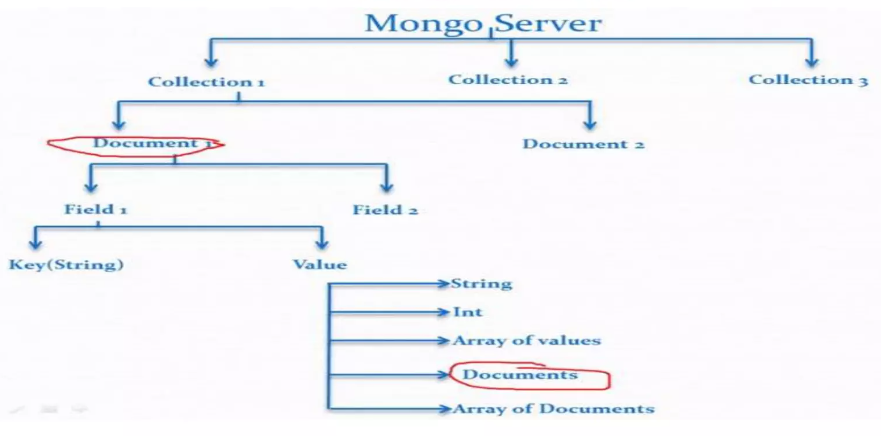 Mongo Server
Collection 1
Collection 2
Collection 3
Document 1
Document 2
Field 1
Field 2
Key(String)
Value
String
Int
Array of values
Documents
Array of Documents